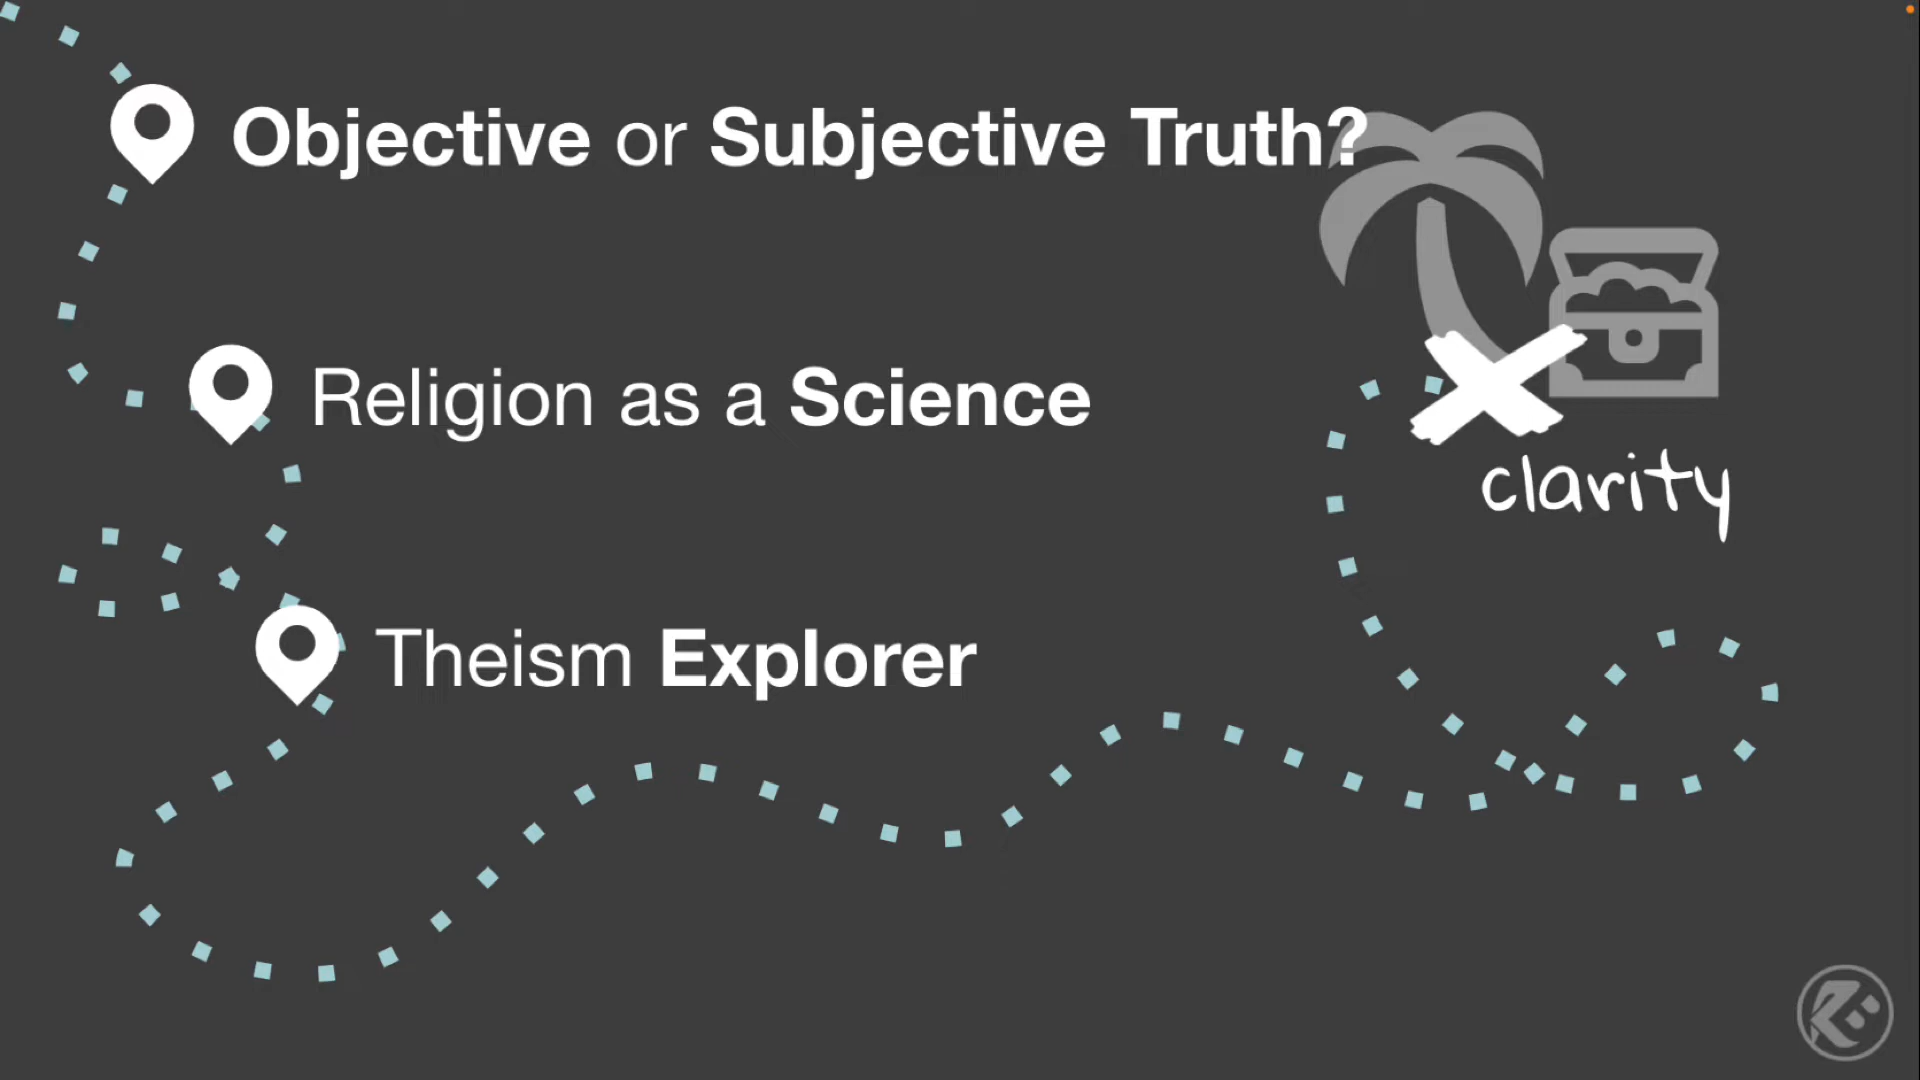 Objective or Subjective Truth?
Religion as a Science
clarity
Theism Explorer